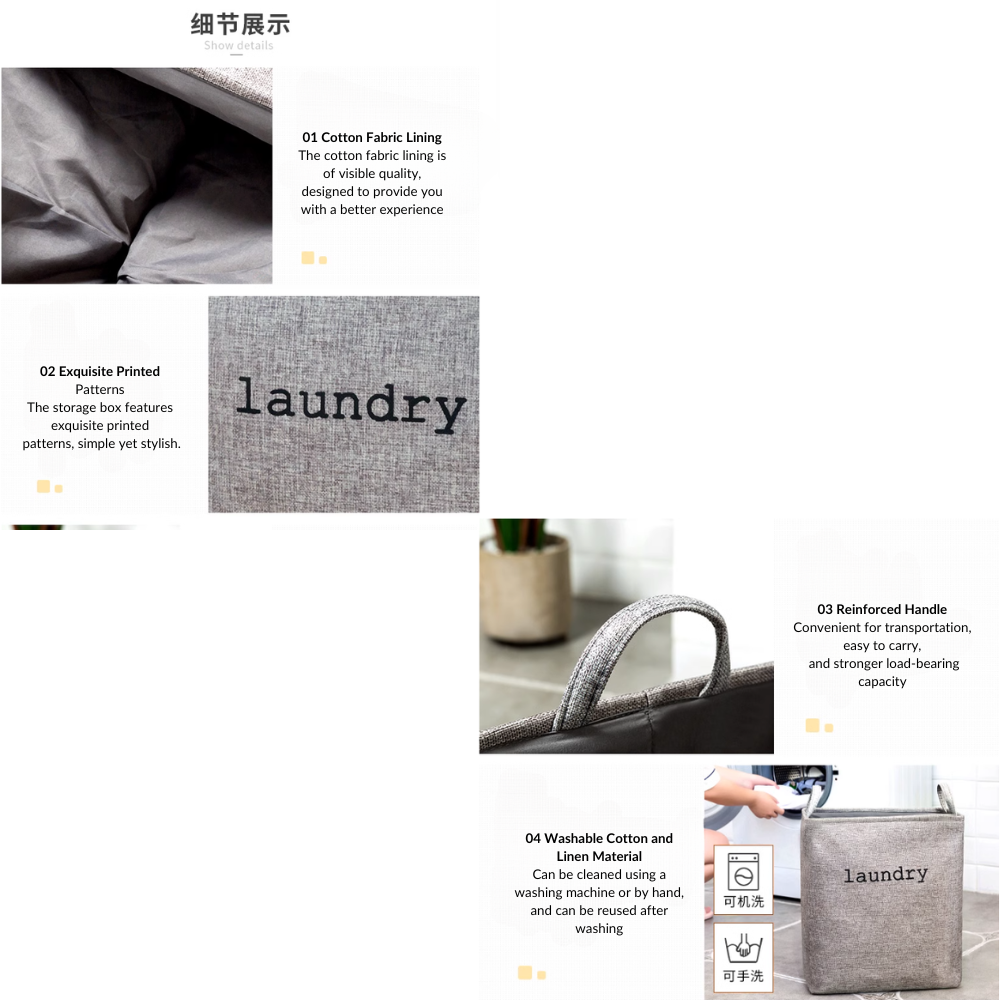 细节展示
Show details
01 Cotton Fabric Lining
The cotton fabric lining is
of visible quality,
designed to provide you
with a better experience
02 Exquisite Printed
Patterns
The storage box features
exquisite printed
patterns, simple yet stylish.
laundry
03 Reinforced Handle
Convenient for transportation,
easy to carry,
and stronger load-bearing
capacity
04 Washable Cotton and
Linen Material
Can be cleaned using a
washing machine or by hand,
and can be reused after
washing
laundry
可机洗
可手洗